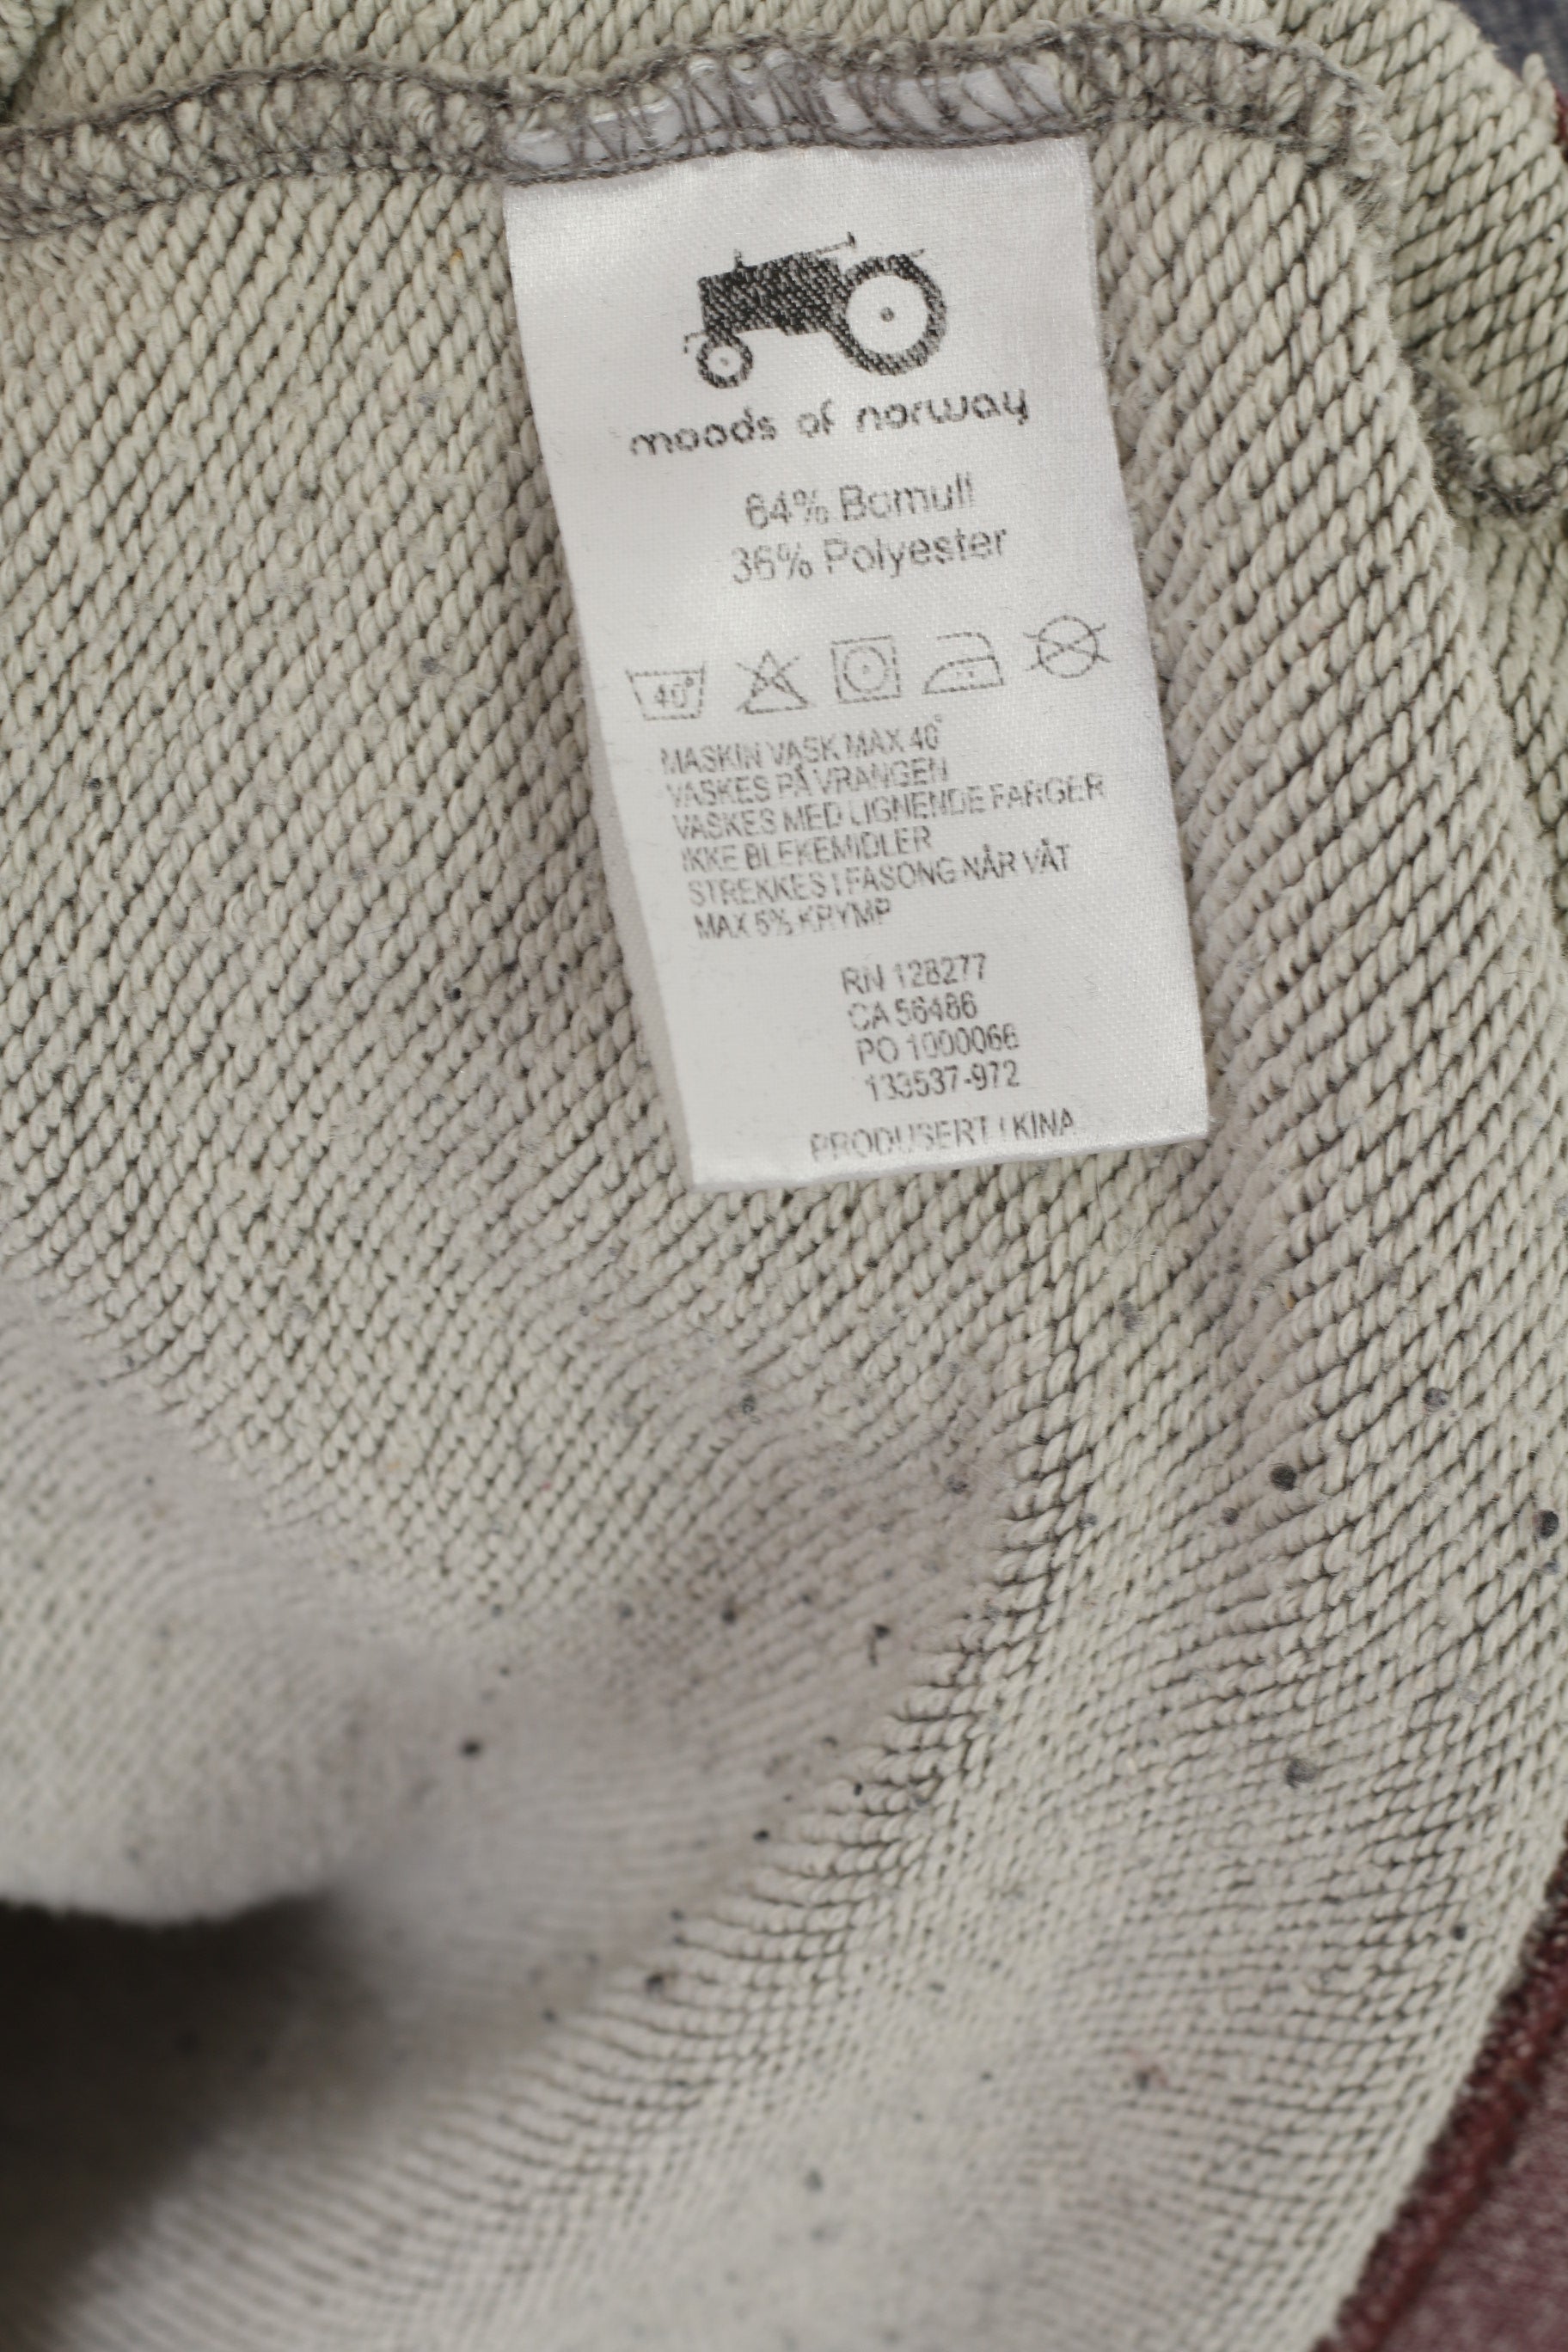 moods of norway
64% Bomull
36% Polyester
40°
MASKIN VASK MAX 40°
VASKES PÅ VRANGEN
VASKES MED LIGNENDE FARGER
IKKE BLEKEMIDLER
STREKKES I FASONG NÅR VÅT
MAX 5% KRYMP
RN 128277
CA 56486
PO 1000066
133537-972
PRODUSERT I KINA